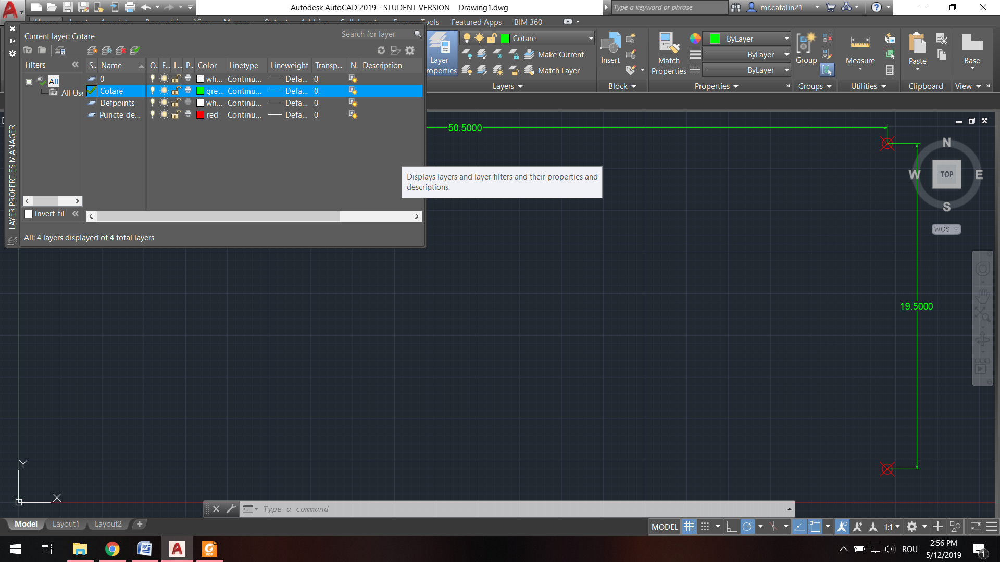 Autodesk AutoCAD 2019 - STUDENT VERSION Drawing1.dwg
Type a keyword or phrase
mr.catalin21
Tools
Featured Apps
BIM 360
Current layer: Cotare
Search for layer
Filters
S.. Name O. F.. L.. P.. Color Linetype Lineweight Transp... N. Description
All
All Use
0 wh... Continu... Defa... 0
Cotare gre... Continu... Defa... 0
Defpoints wh... Continu... Defa... 0
Puncte de... red Continu... Defa... 0
Invert fil
All: 4 layers displayed of 4 total layers
LAYER PROPERTIES MANAGER
Layer
Properties
Cotare
Make Current
Match Layer
Layers
Insert
Block
Match
Properties
ByLayer
ByLayer
ByLayer
Properties
Group
Groups
Measure
Utilities
Paste
Clipboard
Base
View
50.5000
Displays layers and layer filters and their properties and
descriptions.
N
W
TOP
E
S
WCS
19.5000
Y
X
Type a command
Model
Layout1
Layout2
MODEL
1:1
PDF
ROU
2:56 PM
5/12/2019
1